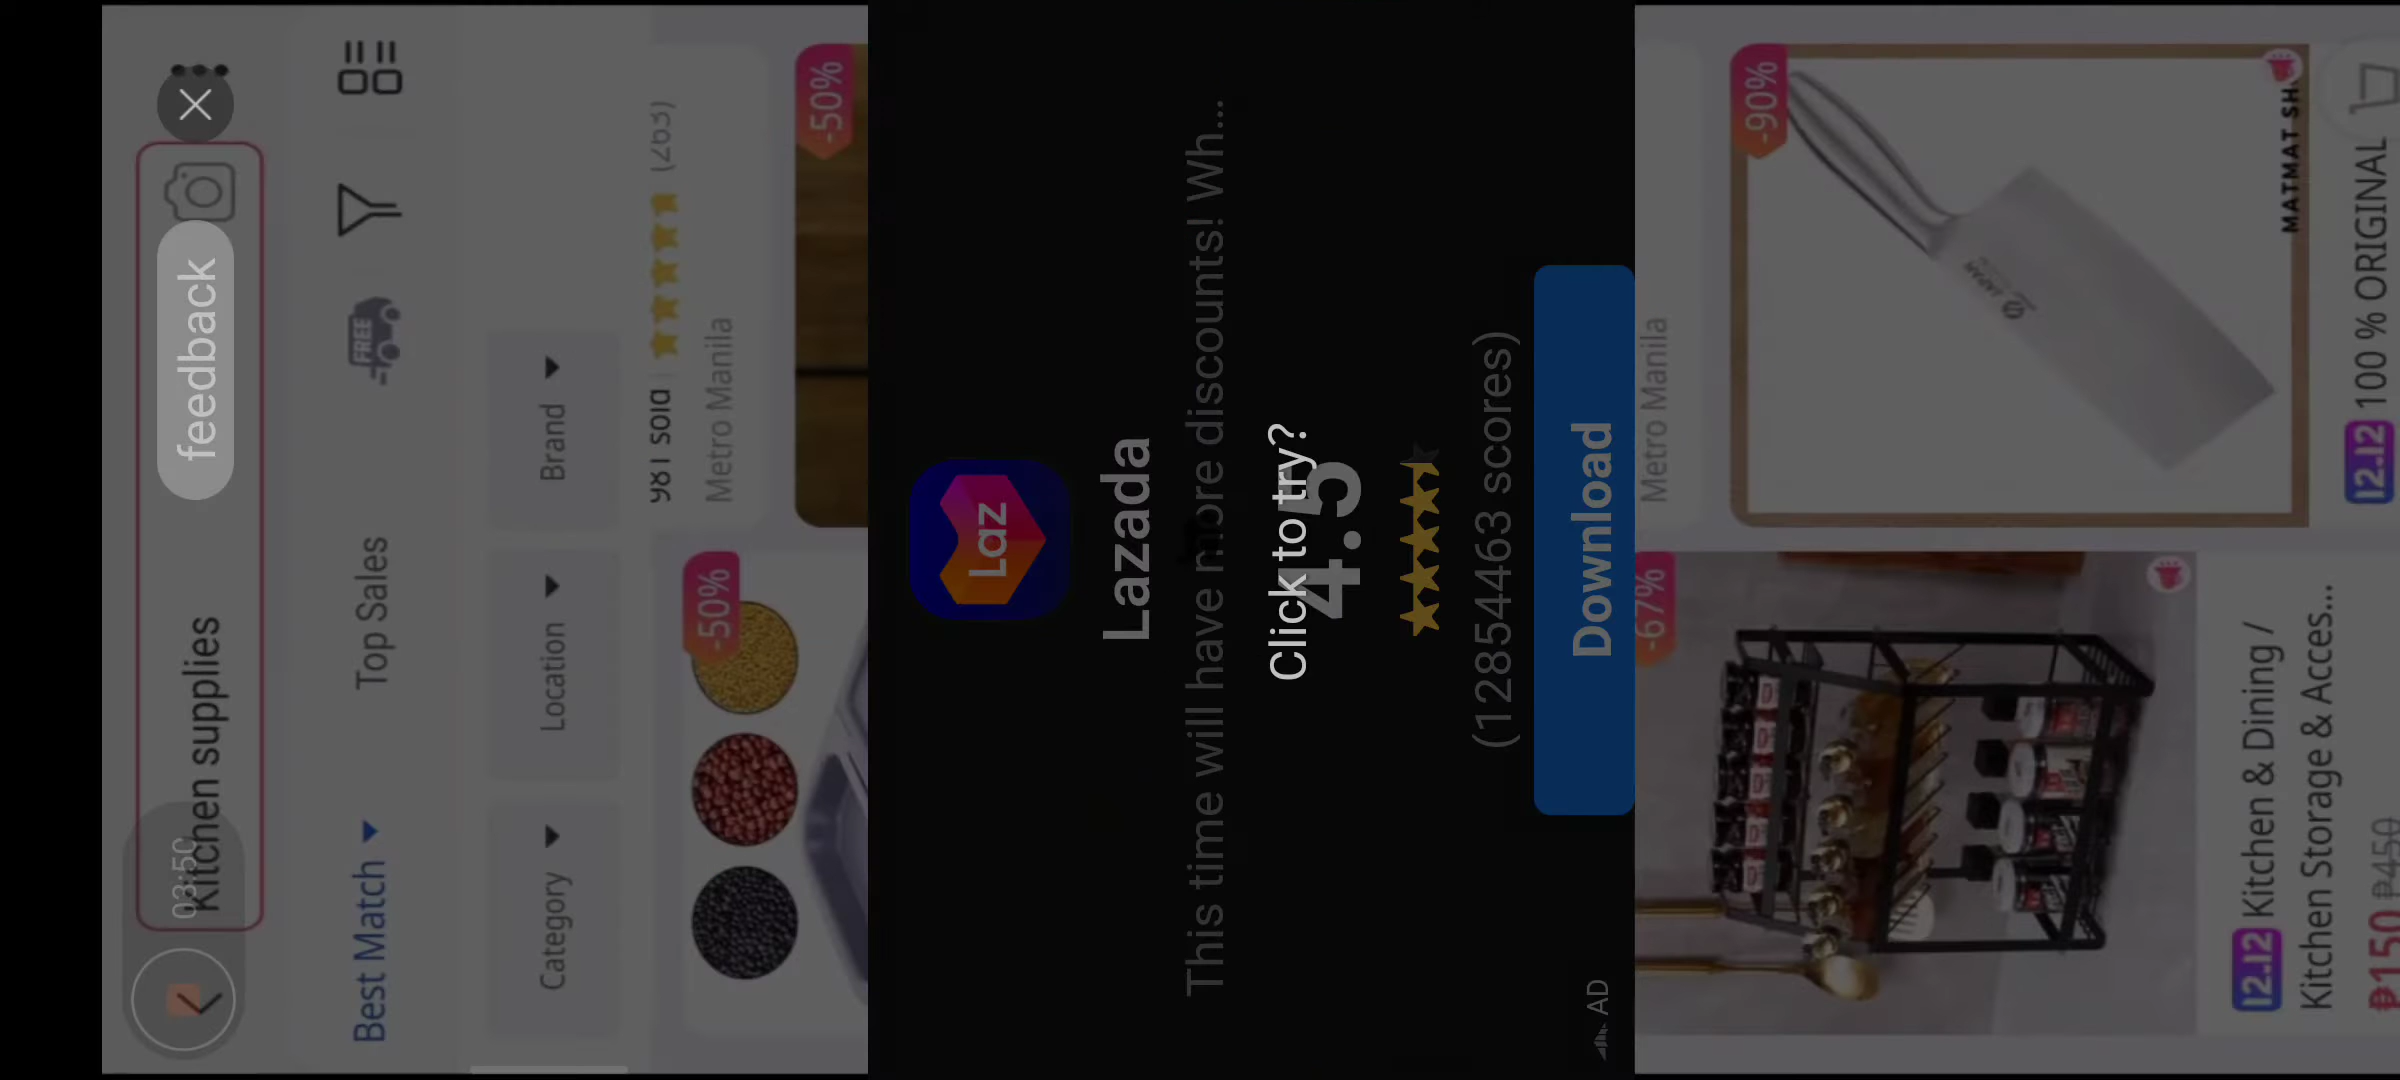 feedback
Kitchen supplies
03:50
Best Match
Top Sales
FREE
Category
Location
Brand
981 sold
(263)
Metro Manila
-50%
-50%
Laz
Lazada
This time will have more discounts! Wh...
Click to try?
4.5
(12854463 scores)
Download
AD
Metro Manila
-90%
MATMAT SH
JAPAN
12.12 100 % ORIGINAL
-67%
12.12 Kitchen & Dining /
Kitchen Storage & Acces...
₱150 ₱450